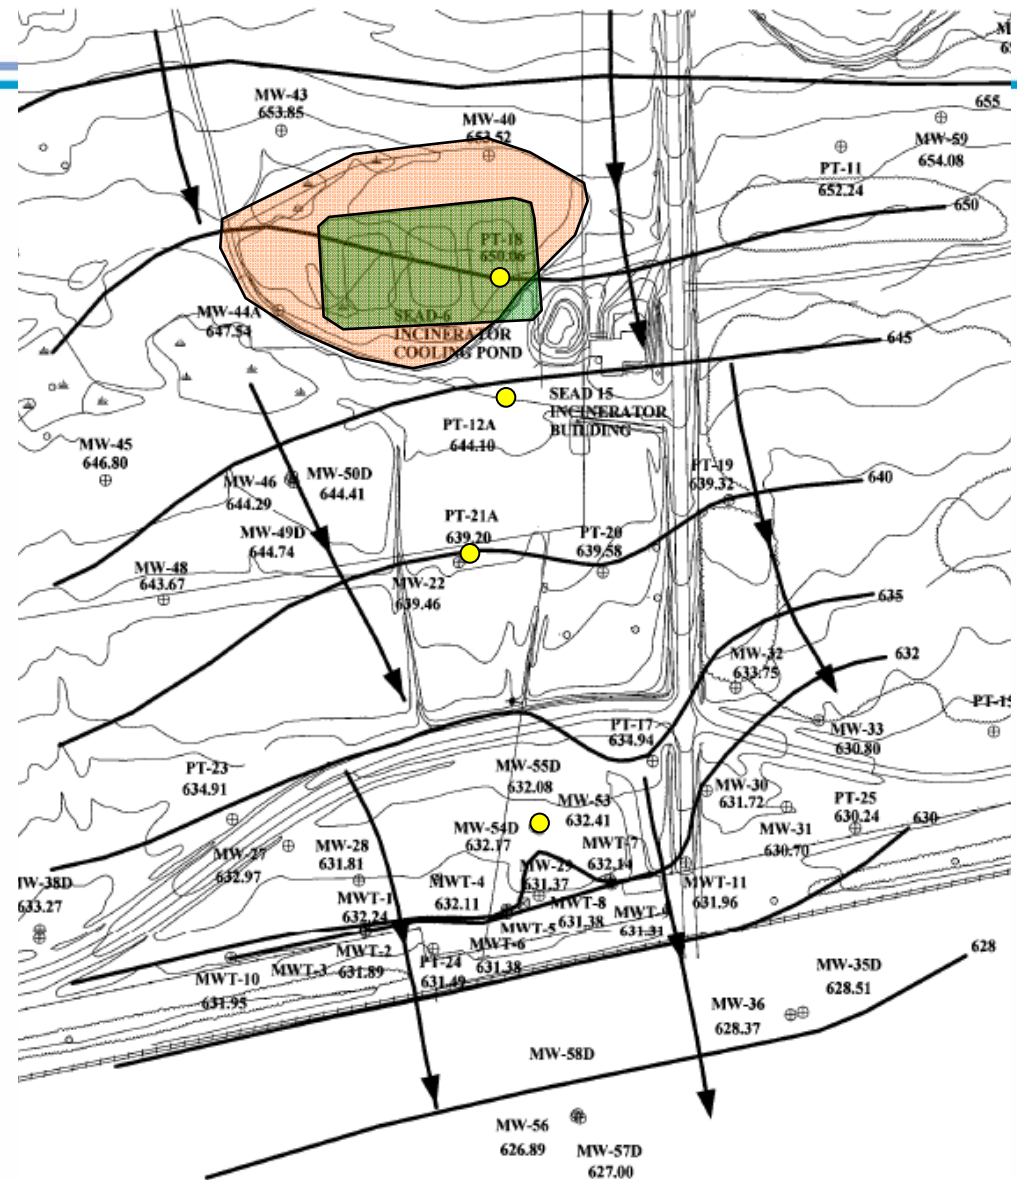 MW-43
653.85
MW-40
653.52
655
MW-59
654.08
PT-11
652.24
650
PT-18
650.06
MW-44A
647.54
SEAD-6
INCINERATOR
COOLING POND
645
SEAD 15
INCINERATOR
BUILDING
PT-12A
644.10
MW-45
646.80
MW-46
644.29
MW-50D
644.41
PT-19
639.32
640
PT-21A
639.20
PT-20
639.58
MW-49D
644.74
MW-48
643.67
MW-22
639.46
635
MW-32
633.75
632
PT-15
PT-17
634.94
MW-33
630.80
PT-23
634.91
MW-55D
632.08
MW-53
632.41
MW-30
631.72
PT-25
630.24
MW-54D
632.17
MWT-7
632.14
MW-31
630.70
630
MW-27
632.97
MW-28
631.81
MW-29
631.37
MW-38D
633.27
MWT-4
632.11
MWT-1
632.24
MWT-8
631.38
MWT-9
631.31
MWT-11
631.96
MWT-5
MWT-2
631.89
MWT-6
631.38
MWT-3
PT-24
631.49
MWT-10
631.95
628
MW-35D
628.51
MW-36
628.37
MW-58D
MW-56
626.89
MW-57D
627.00